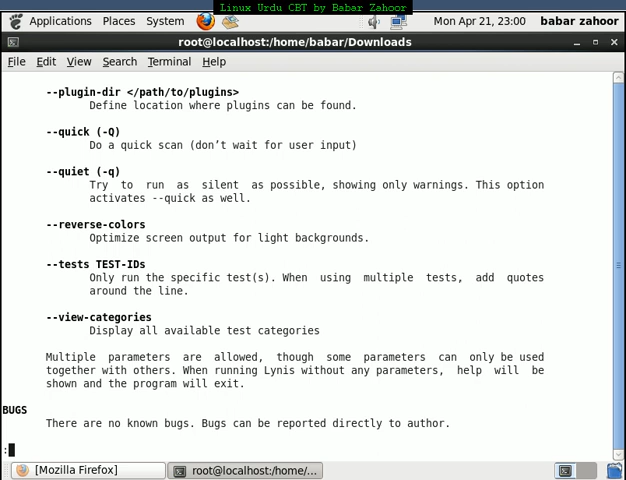 Linux Urdu CBT by Babar Zahoor
Applications Places System Mon Apr 21, 23:00 babar zahoor
root@localhost:/home/babar/Downloads
File Edit View Search Terminal Help
--plugin-dir </path/to/plugins>
Define location where plugins can be found.
--quick (-Q)
Do a quick scan (don't wait for user input)
--quiet (-q)
Try to run as silent as possible, showing only warnings. This option
activates --quick as well.
--reverse-colors
Optimize screen output for light backgrounds.
--tests TEST-IDs
Only run the specific test(s). When using multiple tests, add quotes
around the line.
--view-categories
Display all available test categories
Multiple parameters are allowed, though some parameters can only be used
together with others. When running Lynis without any parameters, help will be
shown and the program will exit.
BUGS
There are no known bugs. Bugs can be reported directly to author.
:
[Mozilla Firefox] root@localhost:/home/...